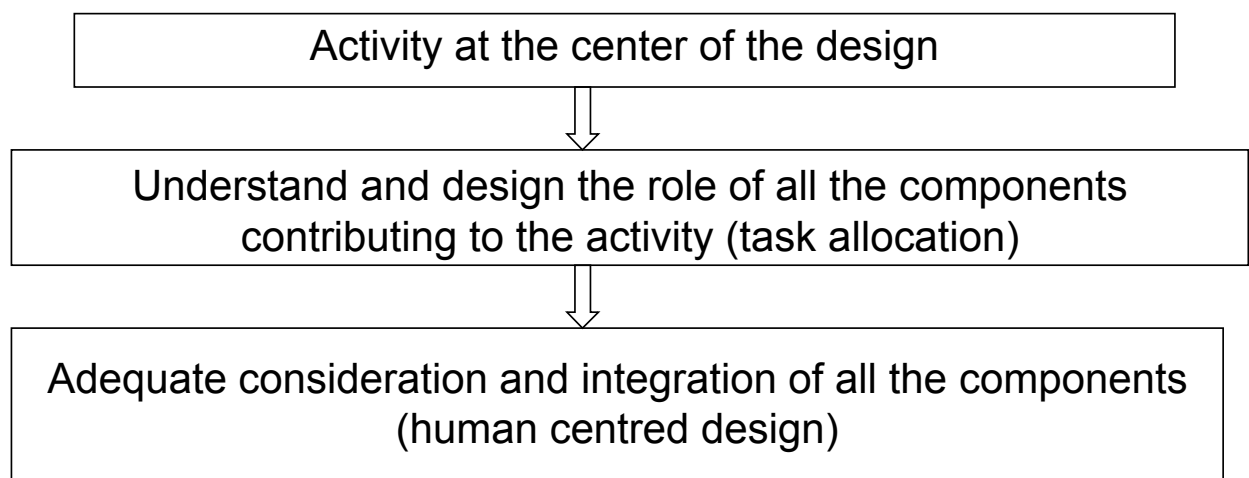 Activity at the center of the design
Understand and design the role of all the components
contributing to the activity (task allocation)
Adequate consideration and integration of all the components
(human centred design)